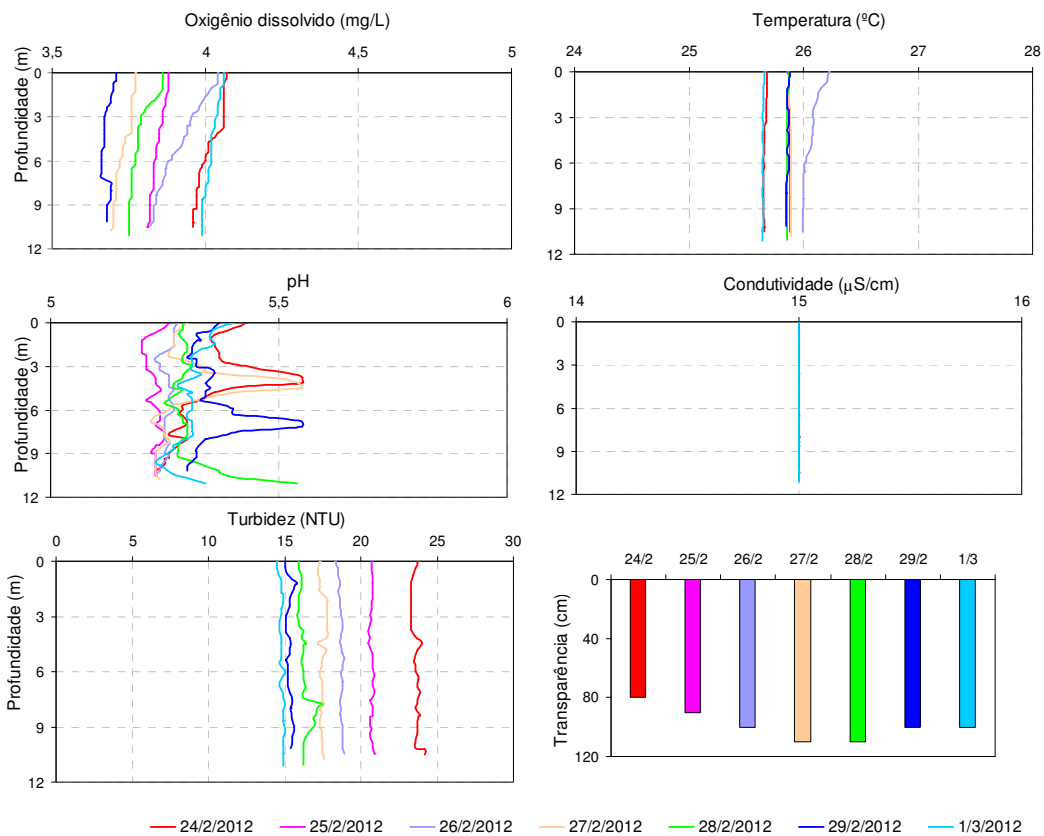 Oxigênio dissolvido (mg/L)
3,5 4 4,5 5
Profundidade (m)
0
3
6
9
12
Temperatura (ºC)
24 25 26 27 28
Profundidade (m)
0
3
6
9
12
pH
5 5,5 6
Profundidade (m)
0
3
6
9
12
Condutividade (µS/cm)
14 15 16
Profundidade (m)
0
3
6
9
12
Turbidez (NTU)
0 5 10 15 20 25 30
Profundidade (m)
0
3
6
9
12
24/2 25/2 26/2 27/2 28/2 29/2 1/3
Transparência (cm)
0
40
80
120
24/2/2012 25/2/2012 26/2/2012 27/2/2012 28/2/2012 29/2/2012 1/3/2012